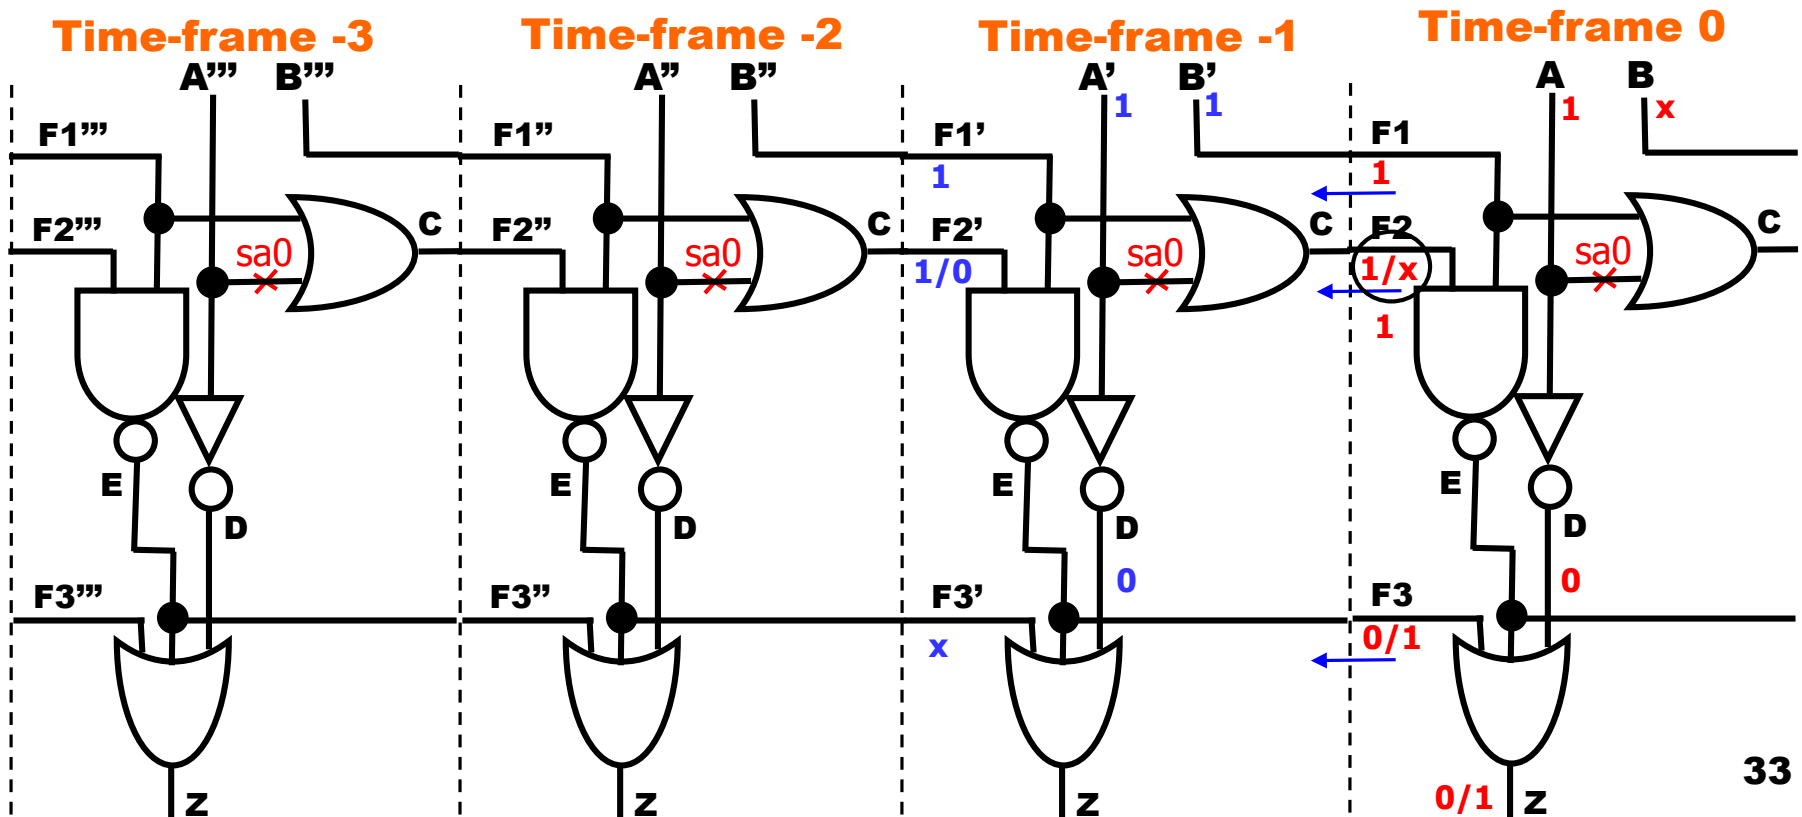 Time-frame -3 Time-frame -2 Time-frame -1 Time-frame 0
A’’’ B’’’ A’’ B’’ A’ B’ A B
1 1 1 x
F1’’’ F1’’ F1’ F1
1 1
F2’’’ C F2’’ C F2’ C F2 C
sa0 sa0 sa0 sa0
1/0 1/x
1
E E E E
D D D D
0 0
F3’’’ F3’’ F3’ F3
x 0/1
33
Z Z Z 0/1 Z